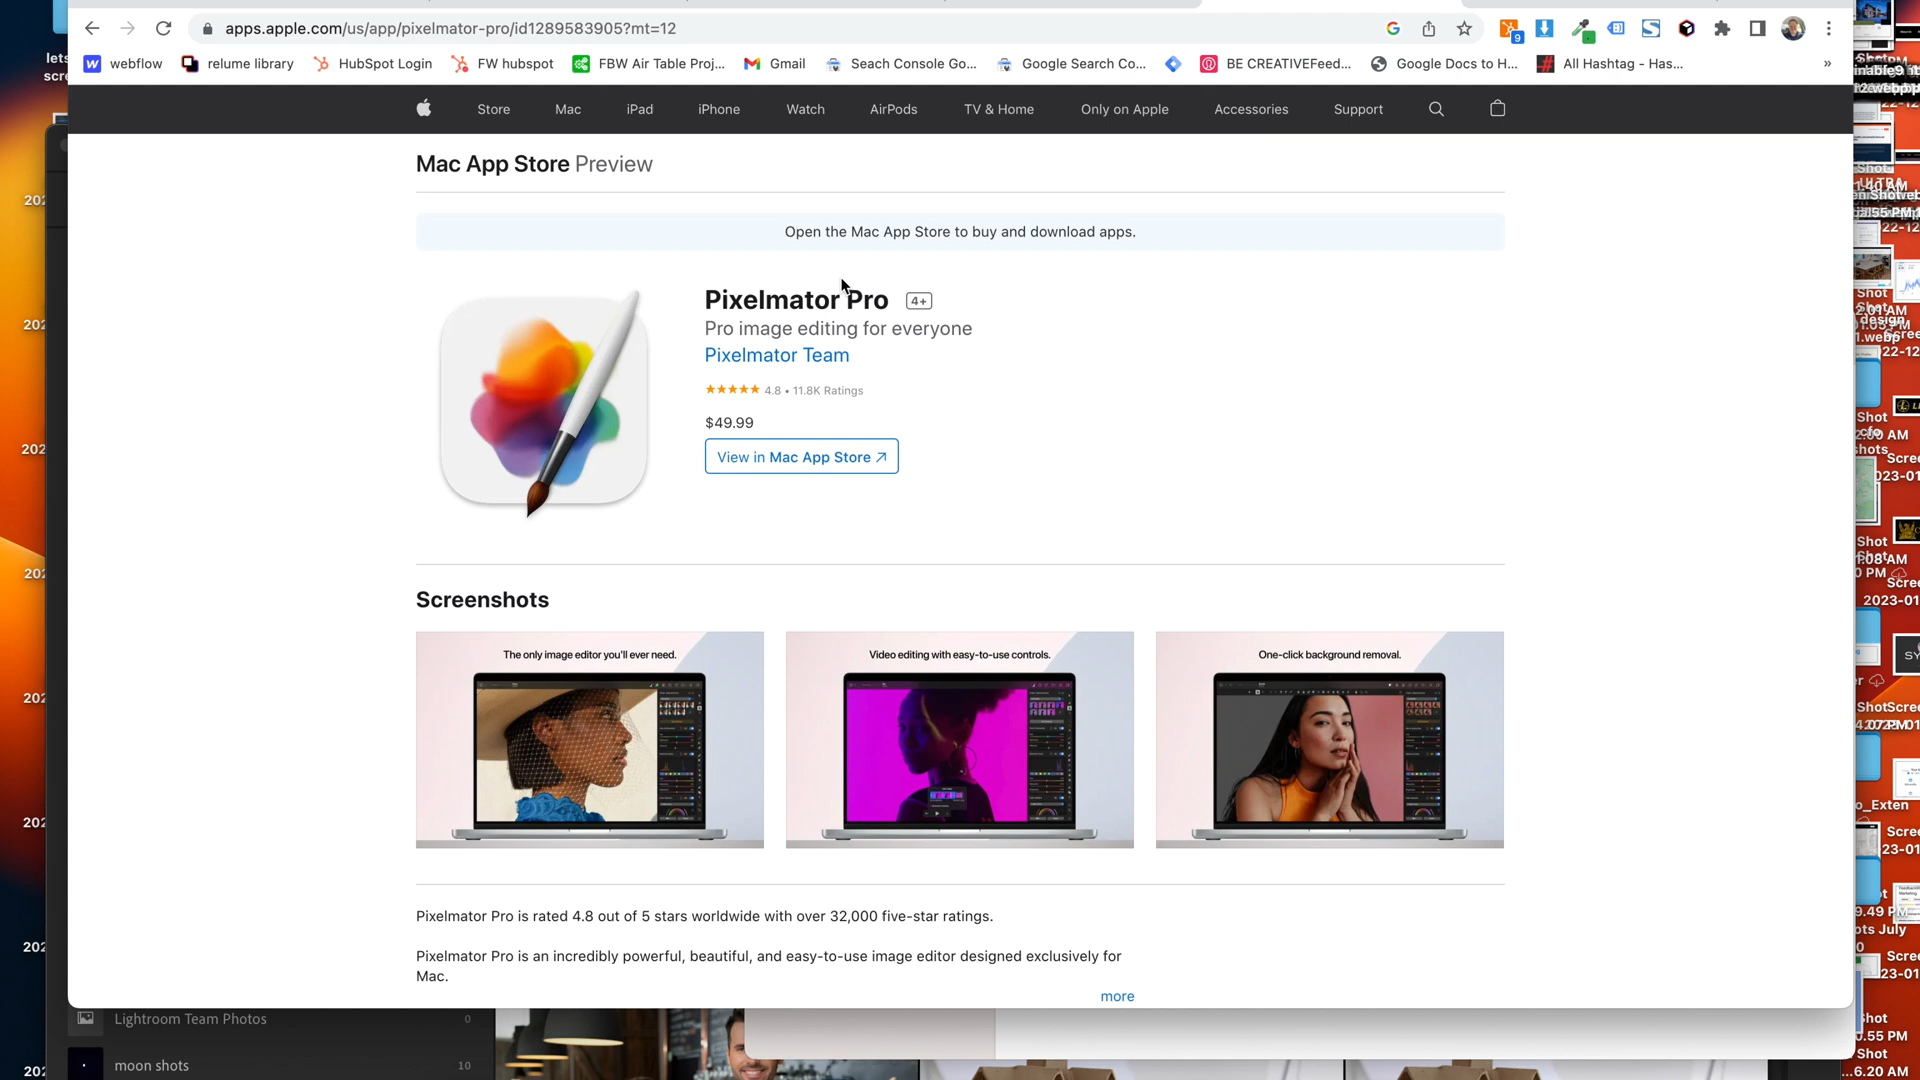 apps.apple.com/us/app/pixelmator-pro/id1289583905?mt=12
9
webflow relume library HubSpot Login FW hubspot FBW Air Table Proj... Gmail Seach Console Go... Google Search Co... BE CREATIVEFeed... Google Docs to H... All Hashtag - Has... »
Store Mac iPad iPhone Watch AirPods TV & Home Only on Apple Accessories Support
Mac App Store Preview
Open the Mac App Store to buy and download apps.
Pixelmator Pro 4+
Pro image editing for everyone
Pixelmator Team
4.8 • 11.8K Ratings
$49.99
View in Mac App Store
Screenshots
The only image editor you'll ever need.
Video editing with easy-to-use controls.
One-click background removal.
Pixelmator Pro is rated 4.8 out of 5 stars worldwide with over 32,000 five-star ratings.
Pixelmator Pro is an incredibly powerful, beautiful, and easy-to-use image editor designed exclusively for
Mac.
more
Lightroom Team Photos 0
moon shots 10